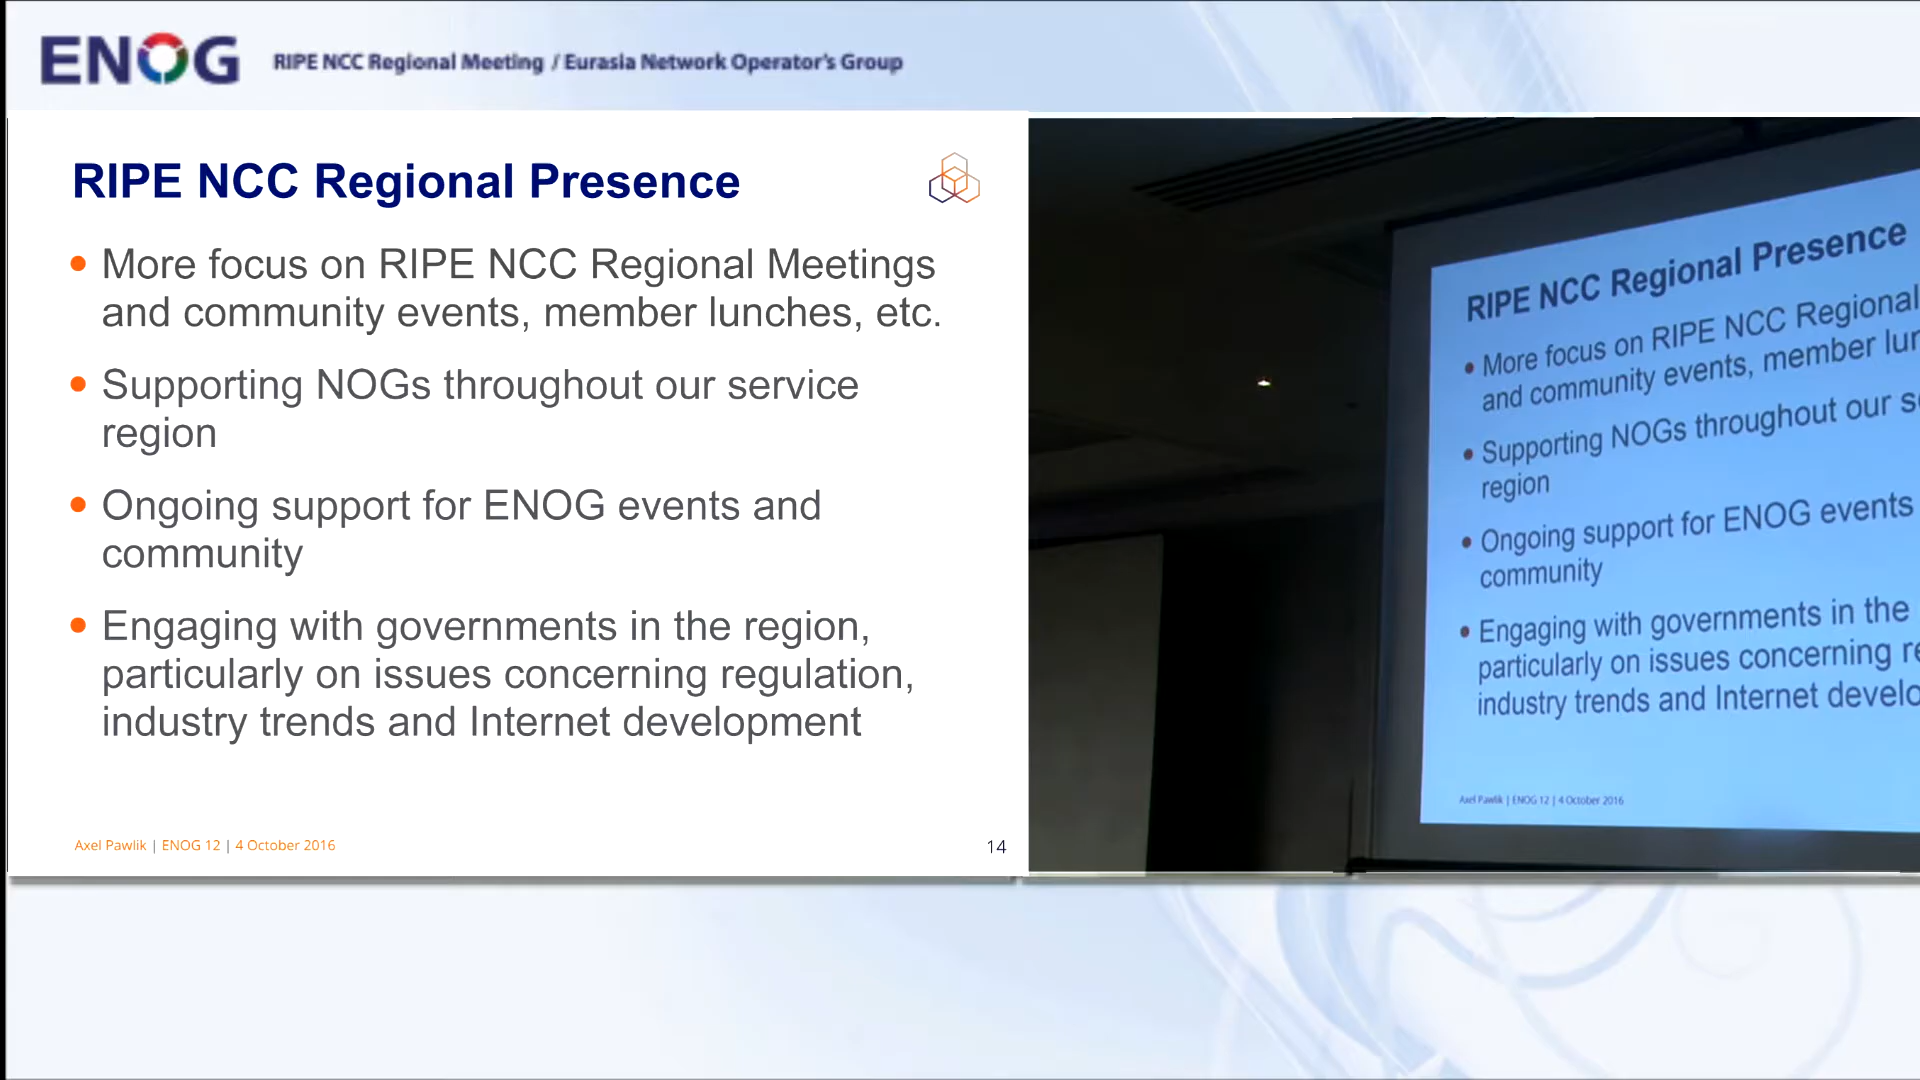 ENOG RIPE NCC Regional Meeting / Eurasia Network Operator's Group
RIPE NCC Regional Presence
• More focus on RIPE NCC Regional Meetings
and community events, member lunches, etc.
• Supporting NOGs throughout our service
region
• Ongoing support for ENOG events and
community
• Engaging with governments in the region,
particularly on issues concerning regulation,
industry trends and Internet development
Axel Pawlik | ENOG 12 | 4 October 2016
14
RIPE NCC Regional Presence
• More focus on RIPE NCC Regional
and community events, member
• Supporting NOGs throughout our
region
• Ongoing support for ENOG events
community
• Engaging with governments in the
particularly on issues concerning
industry trends and Internet
Axel Pawlik | ENOG 12 | 4 October 2016